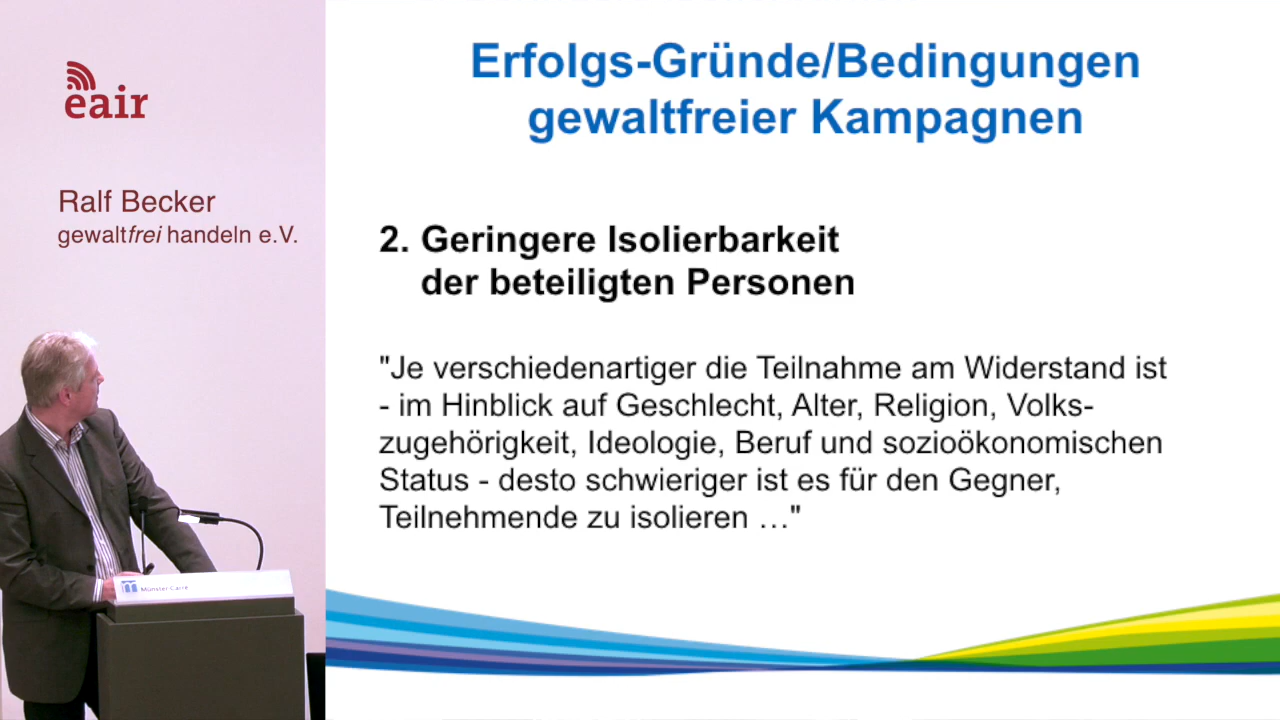 eair
Ralf Becker
gewaltfrei handeln e.V.
Münster Carré
Erfolgs-Gründe/Bedingungen
gewaltfreier Kampagnen
2. Geringere Isolierbarkeit
der beteiligten Personen
"Je verschiedenartiger die Teilnahme am Widerstand ist
- im Hinblick auf Geschlecht, Alter, Religion, Volks-
zugehörigkeit, Ideologie, Beruf und sozioökonomischen
Status - desto schwieriger ist es für den Gegner,
Teilnehmende zu isolieren …"